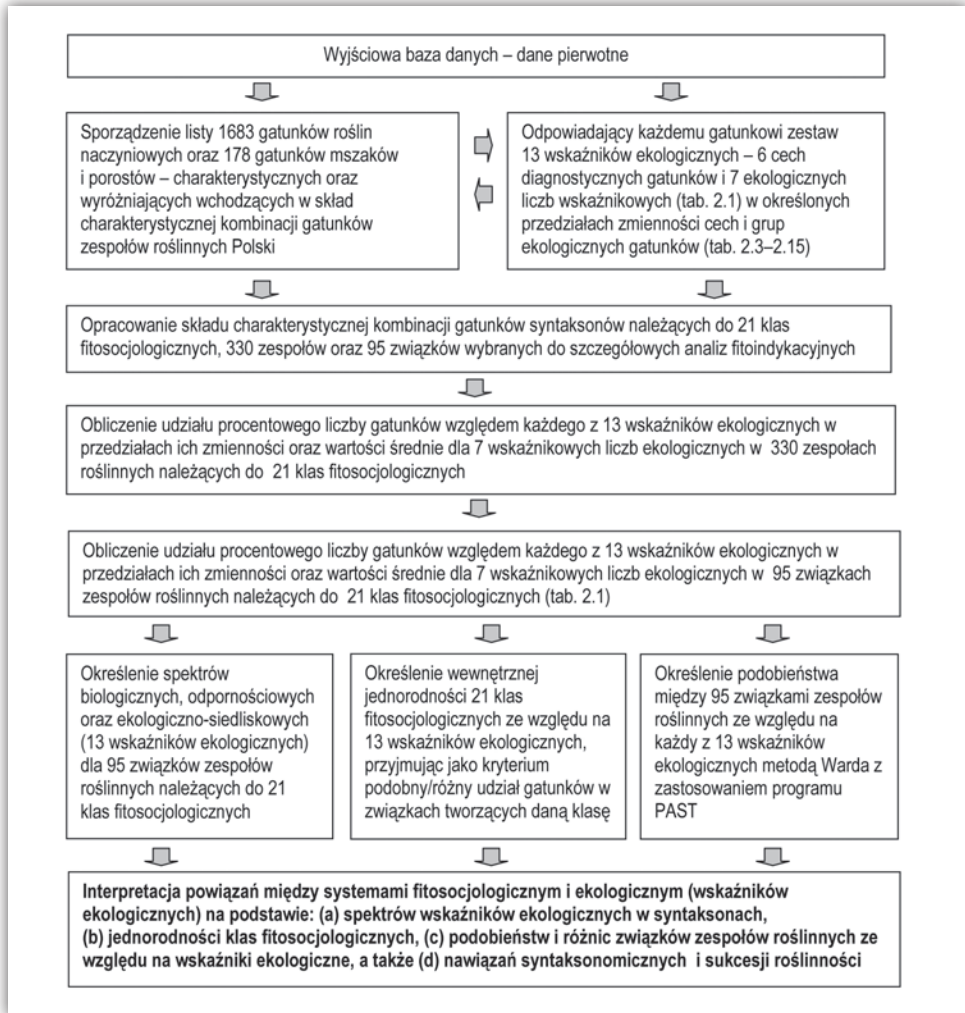 Wyjściowa baza danych – dane pierwotne
Sporządzenie listy 1683 gatunków roślin
naczyniowych oraz 178 gatunków mszaków
i porostów – charakterystycznych oraz
wyróżniających wchodzących w skład
charakterystycznej kombinacji gatunków
zespołów roślinnych Polski
Odpowiadający każdemu gatunkowi zestaw
13 wskaźników ekologicznych – 6 cech
diagnostycznych gatunków i 7 ekologicznych
liczb wskaźnikowych (tab. 2.1) w określonych
przedziałach zmienności cech i grup
ekologicznych gatunków (tab. 2.3–2.15)
Opracowanie składu charakterystycznej kombinacji gatunków syntaksonów należących do 21 klas
fitosocjologicznych, 330 zespołów oraz 95 związków wybranych do szczegółowych analiz fitoindykacyjnych
Obliczenie udziału procentowego liczby gatunków względem każdego z 13 wskaźników ekologicznych w
przedziałach ich zmienności oraz wartości średnie dla 7 wskaźnikowych liczb ekologicznych w 330 zespołach
roślinnych należących do 21 klas fitosocjologicznych
Obliczenie udziału procentowego liczby gatunków względem każdego z 13 wskaźników ekologicznych w
przedziałach ich zmienności oraz wartości średnie dla 7 wskaźnikowych liczb ekologicznych w 95 związkach
zespołów roślinnych należących do 21 klas fitosocjologicznych (tab. 2.1)
Określenie spektrów
biologicznych, odpornościowych
oraz ekologiczno-siedliskowych
(13 wskaźników ekologicznych)
dla 95 związków zespołów
roślinnych należących do 21
klas fitosocjologicznych
Określenie wewnętrznej
jednorodności 21 klas
fitosocjologicznych ze względu na
13 wskaźników ekologicznych,
przyjmując jako kryterium
podobny/różny udział gatunków w
związkach tworzących daną klasę
Określenie podobieństwa
między 95 związkami zespołów
roślinnych ze względu na
każdy z 13 wskaźników
ekologicznych metodą Warda z
zastosowaniem programu
PAST
Interpretacja powiązań między systemami fitosocjologicznym i ekologicznym (wskaźników
ekologicznych) na podstawie: (a) spektrów wskaźników ekologicznych w syntaksonach,
(b) jednorodności klas fitosocjologicznych, (c) podobieństw i różnic związków zespołów roślinnych ze
względu na wskaźniki ekologiczne, a także (d) nawiązań syntaksonomicznych i sukcesji roślinności